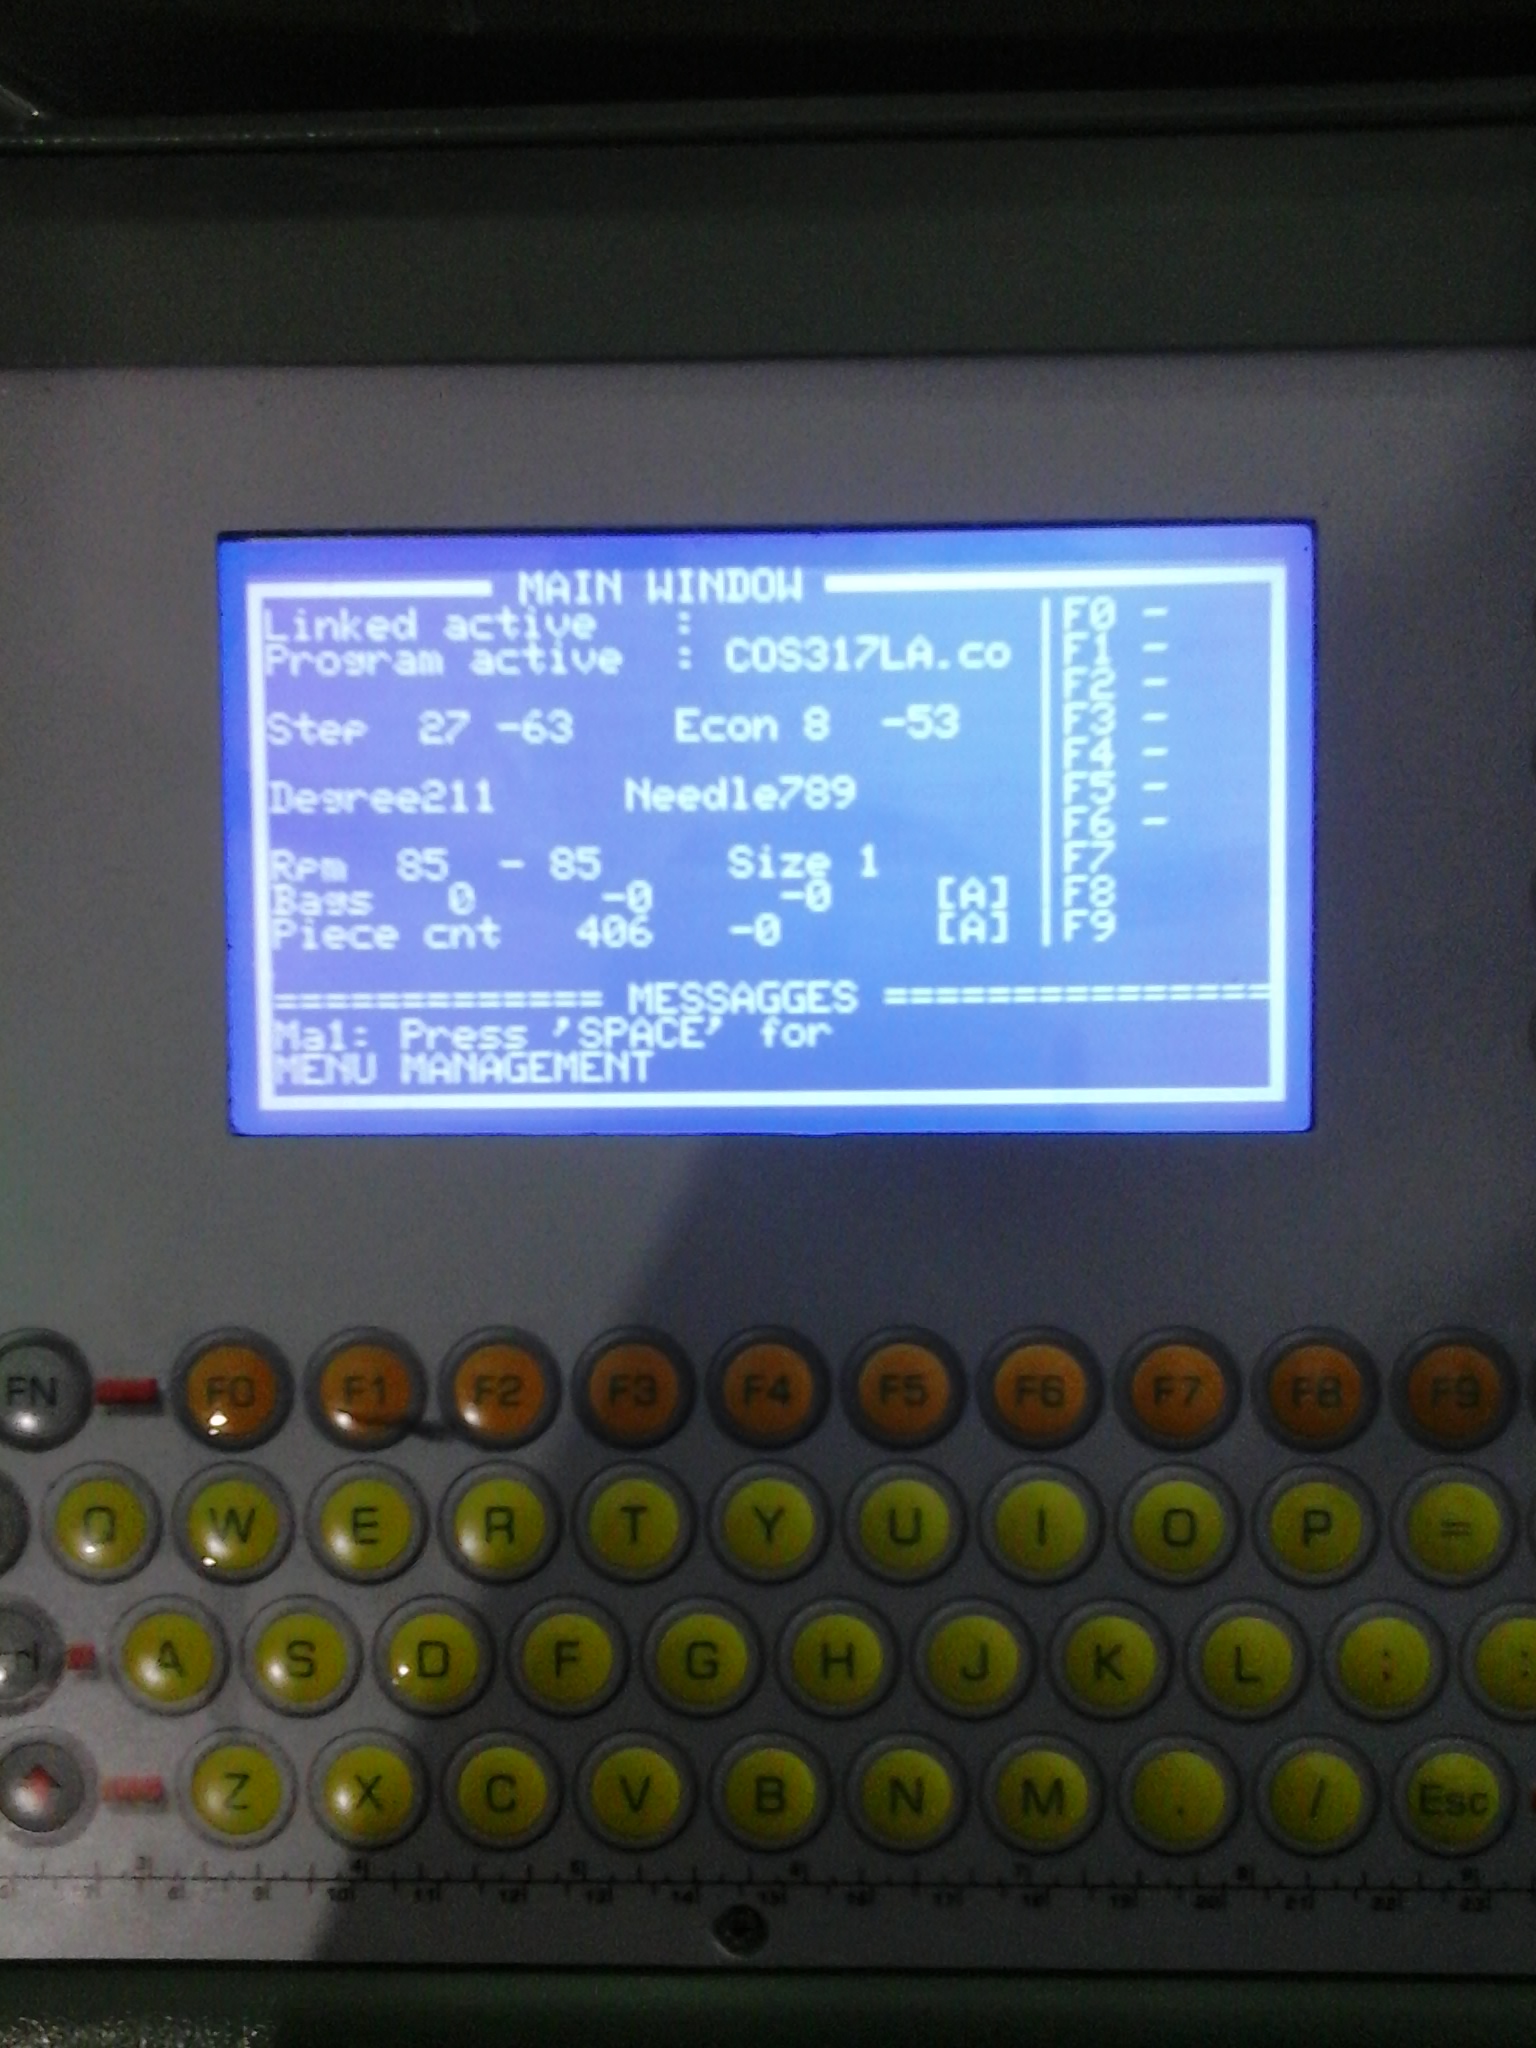 MAIN WINDOW
Linked active :
Program active : COS317LA.co
Step 27 -63 Econ 8 -53
Degree211 Needle789
Rpm 85 - 85 Size 1
Bags 0 -0 -0 [A]
Piece cnt 406 -0 [A]
F0 -
F1 -
F2 -
F3 -
F4 -
F5 -
F6 -
F7
F8
F9
============= MESSAGGES ===============
Ma1: Press 'SPACE' for
MENU MANAGEMENT
FN F0 F1 F2 F3 F4 F5 F6 F7 F8 F9
Q W E R T Y U I O P =
A S D F G H J K L ;
Z X C V B N M . / Esc